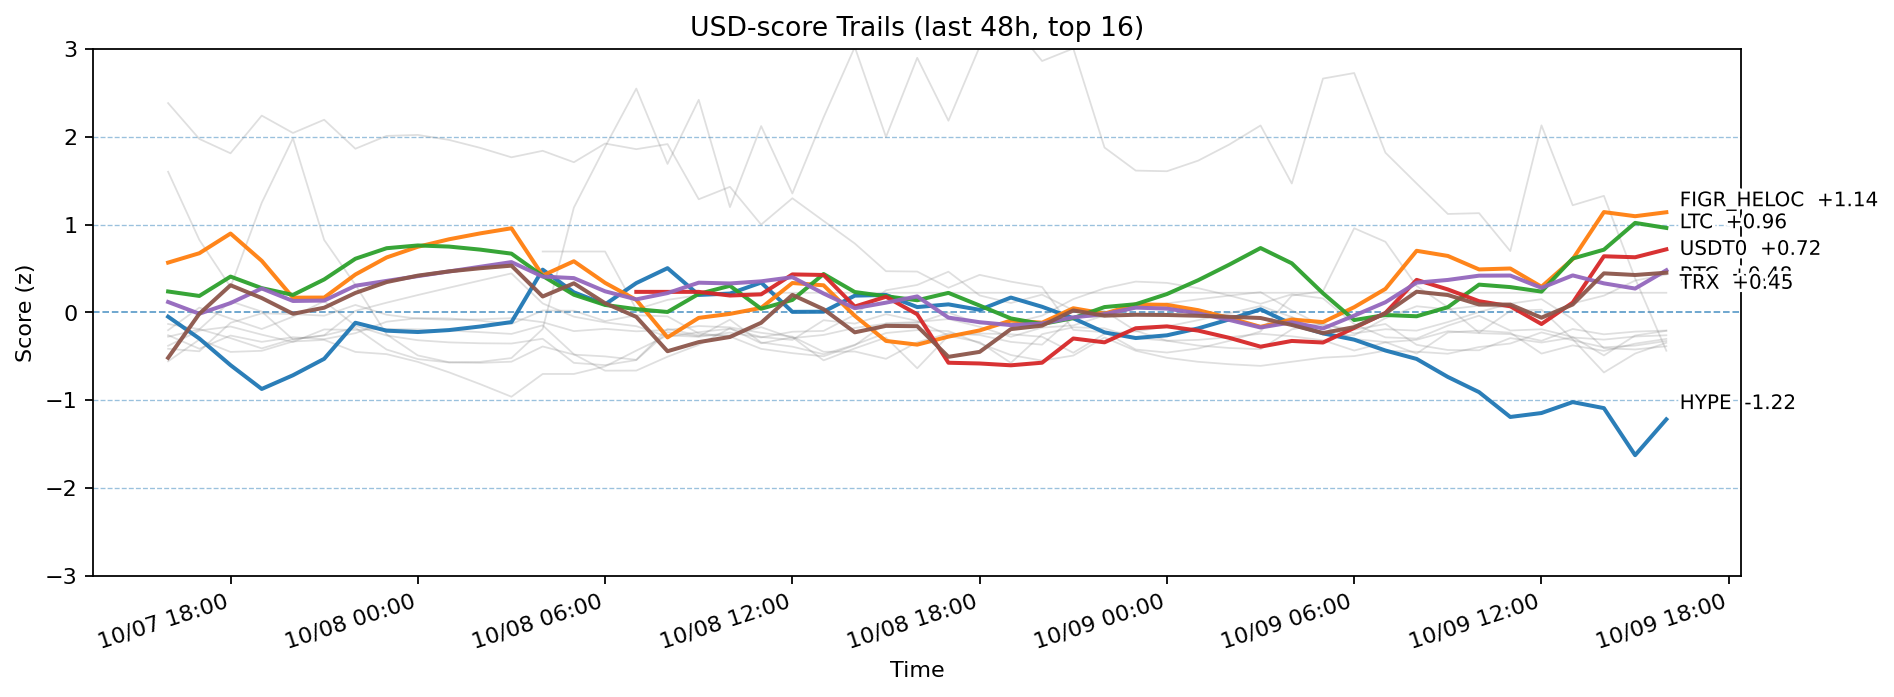 USD-score Trails (last 48h, top 16)
Score (z)
3
2
1
0
−1
−2
−3
FIGR_HELOC +1.14
LTC +0.96
USDT0 +0.72
TRX +0.45
HYPE -1.22
10/07 18:00
10/08 00:00
10/08 06:00
10/08 12:00
10/08 18:00
10/09 00:00
10/09 06:00
10/09 12:00
10/09 18:00
Time